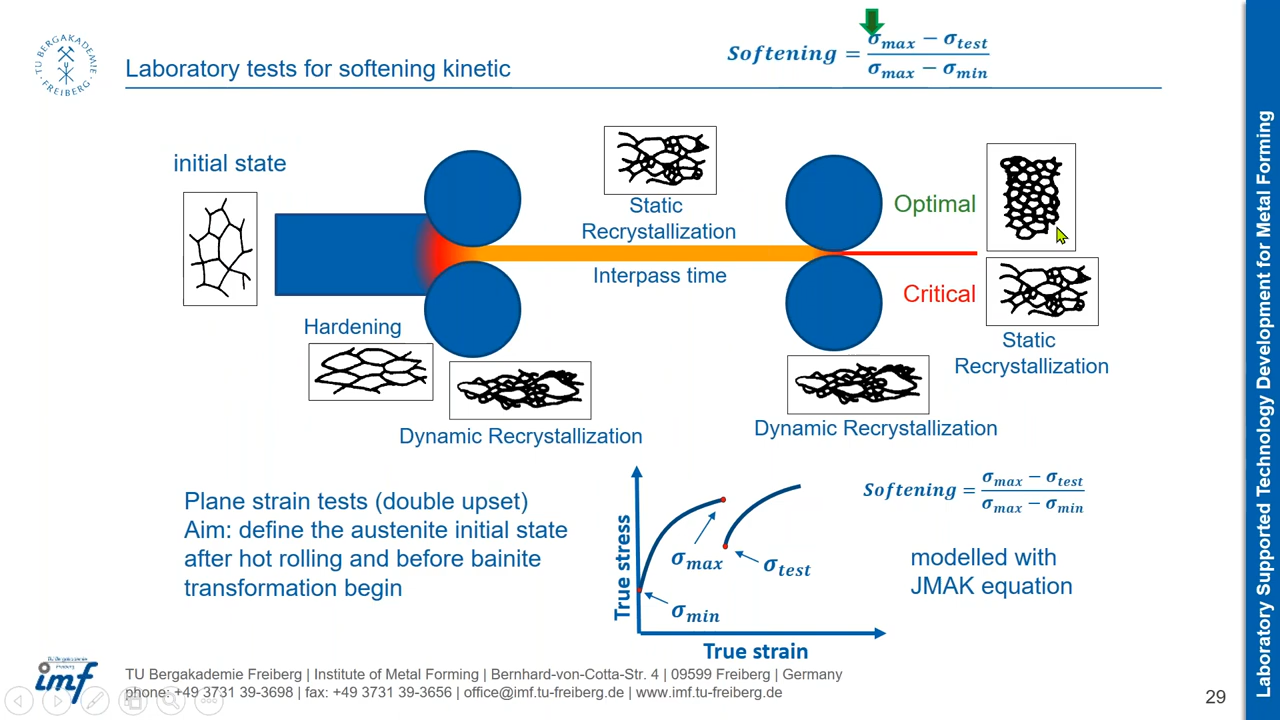 TU BERGAKADEMIE FREIBERG
Laboratory tests for softening kinetic
Softening = (σmax − σtest) / (σmax − σmin)
initial state
Static
Recrystallization
Interpass time
Optimal
Critical
Static
Recrystallization
Hardening
Dynamic Recrystallization
Dynamic Recrystallization
Plane strain tests (double upset)
Aim: define the austenite initial state
after hot rolling and before bainite
transformation begin
True stress
σmax
σtest
σmin
True strain
Softening = (σmax − σtest) / (σmax − σmin)
modelled with
JMAK equation
imf
TU Bergakademie Freiberg | Institute of Metal Forming | Bernhard-von-Cotta-Str. 4 | 09599 Freiberg | Germany
phone: +49 3731 39-3698 | fax: +49 3731 39-3656 | office@imf.tu-freiberg.de | www.imf.tu-freiberg.de
29
Laboratory Supported Technology Development for Metal Forming